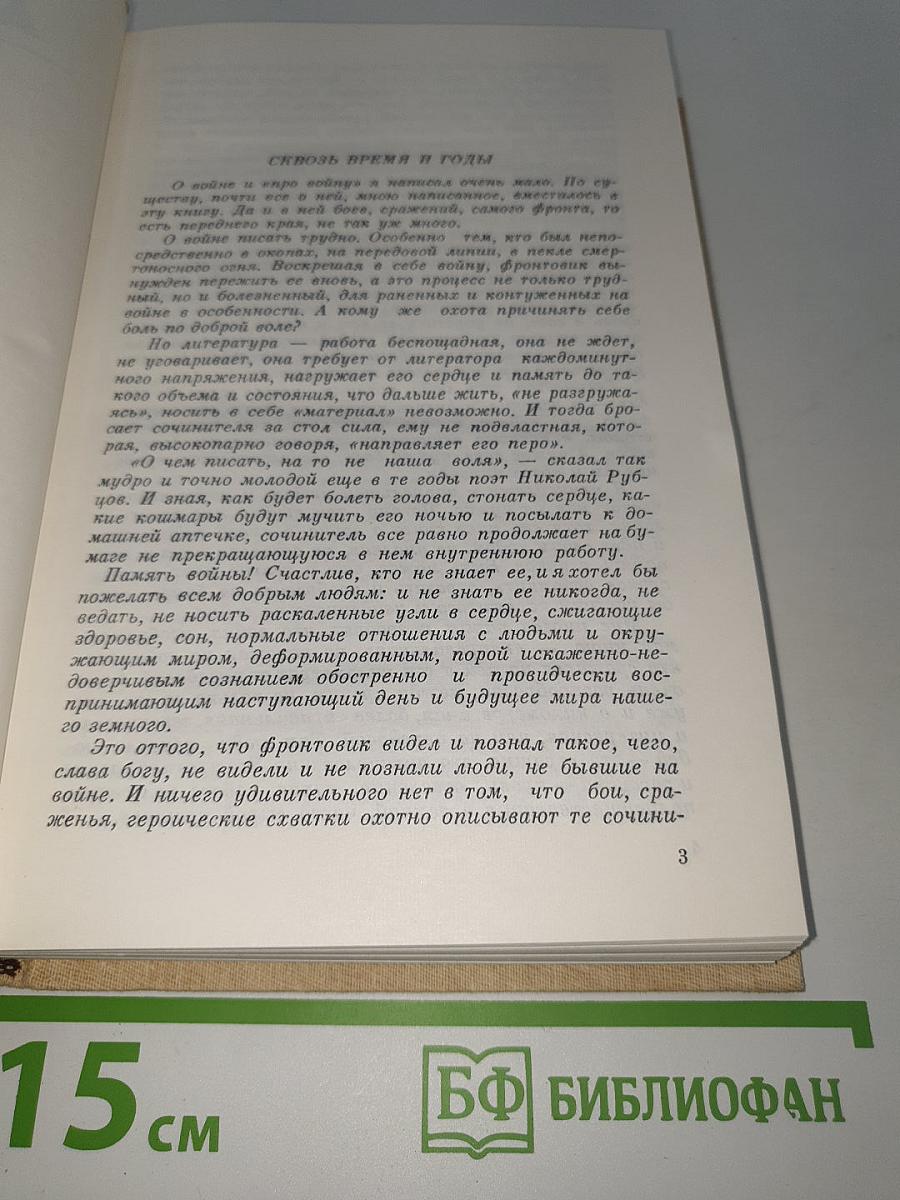 СКВОЗЬ ВРЕМЯ И ГОДЫ
О войне и «про войну» я написал очень мало. По су-
ществу, почти все о ней, мною написанное, вместилось в
эту книгу. Да и в ней боев, сражений, самого фронта, то
есть переднего края, не так уж много.
О войне писать трудно. Особенно тем, кто был непо-
средственно в окопах, на передовой линии, в пекле смер-
тоносного огня. Воскрешая в себе войну, фронтовик вы-
нужден пережить ее вновь, а это процесс не только труд-
ный, но и болезненный, для раненных и контуженных на
войне в особенности. А кому же охота причинять себе
боль по доброй воле?
Но литература — работа беспощадная, она не ждет,
не уговаривает, она требует от литератора каждоминут-
ного напряжения, нагружает его сердце и память до та-
кого объема и состояния, что дальше жить, «не разгружа-
ясь», носить в себе «материал» невозможно. И тогда бро-
сает сочинителя за стол сила, ему не подвластная, кото-
рая, высокопарно говоря, «направляет его перо».
«О чем писать, на то не наша воля», — сказал так
мудро и точно молодой еще в те годы поэт Николай Руб-
цов. И зная, как будет болеть голова, стонать сердце, ка-
кие кошмары будут мучить его ночью и посылать к до-
машней аптечке, сочинитель все равно продолжает на бу-
маге не прекращающуюся в нем внутреннюю работу.
Память войны! Счастлив, кто не знает ее, и я хотел бы
пожелать всем добрым людям: и не знать ее никогда, не
ведать, не носить раскаленные угли в сердце, сжигающие
здоровье, сон, нормальные отношения с людьми и окру-
жающим миром, деформированным, порой искаженно-не-
доверчивым сознанием обостренно и провидчески вос-
принимающим наступающий день и будущее мира наше-
го земного.
Это оттого, что фронтовик видел и познал такое, чего,
слава богу, не видели и не познали люди, не бывшие на
войне. И ничего удивительного нет в том, что бои, сра-
женья, героические схватки охотно описывают те сочини-
3
15 см
БФ БИБЛИОФАН